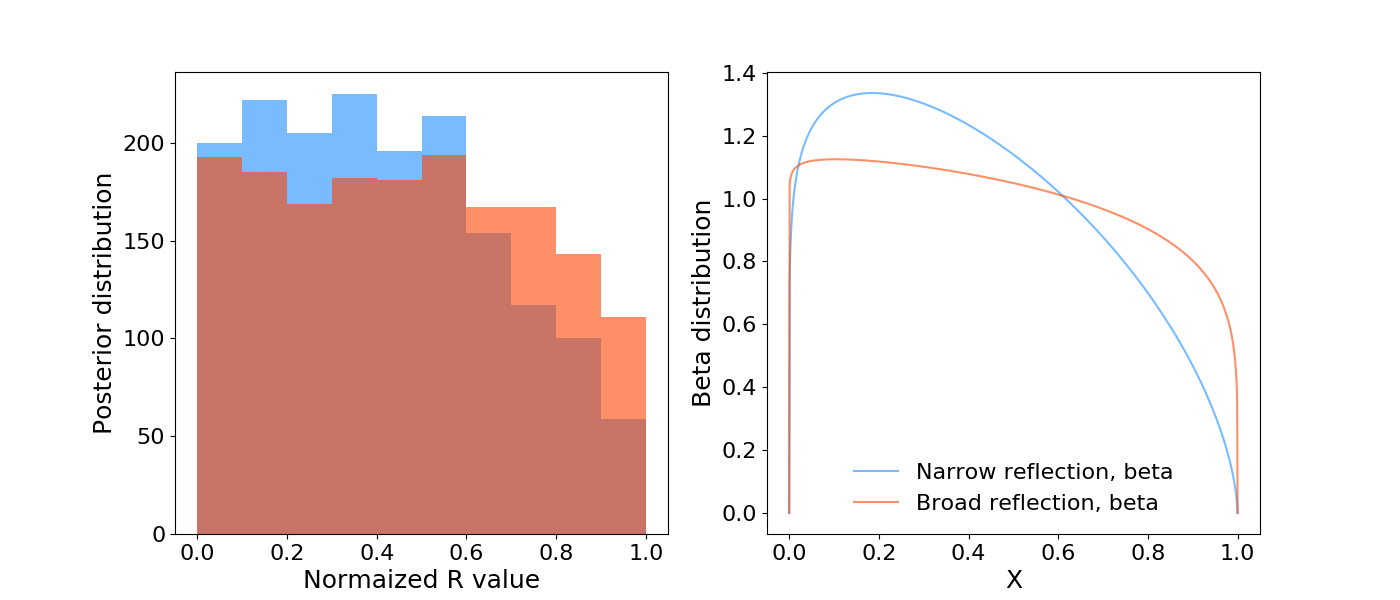 Posterior distribution
200
150
100
50
0
0.0 0.2 0.4 0.6 0.8 1.0
Normaized R value
Beta distribution
1.4
1.2
1.0
0.8
0.6
0.4
0.2
0.0
Narrow reflection, beta
Broad reflection, beta
0.0 0.2 0.4 0.6 0.8 1.0
X